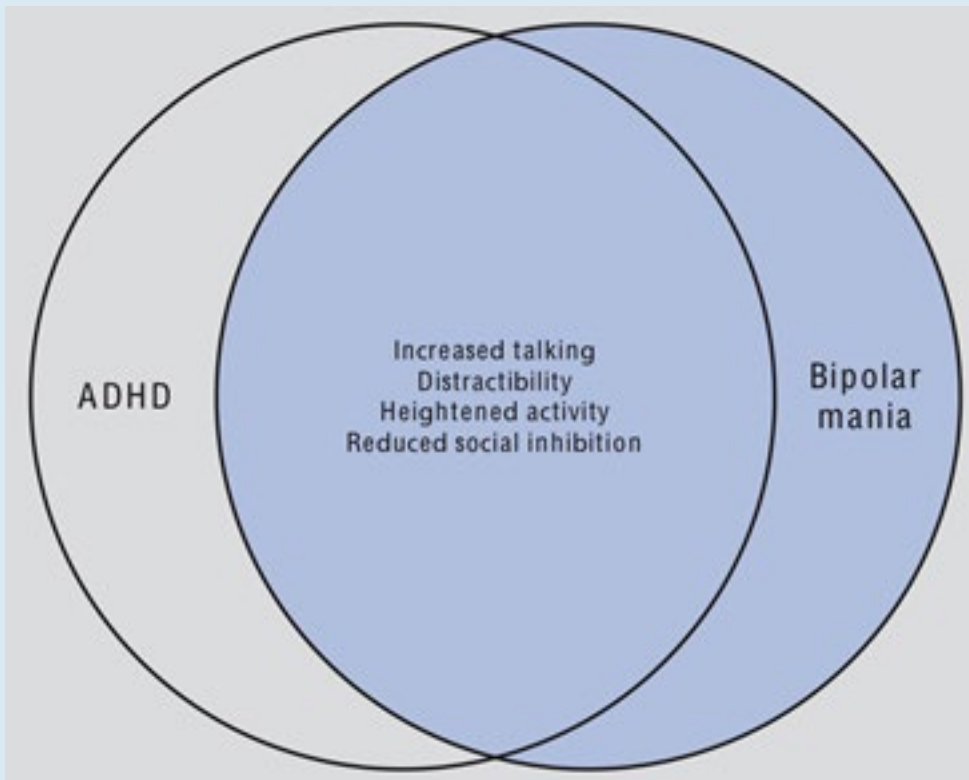 ADHD
Increased talking
Distractibility
Heightened activity
Reduced social inhibition
Bipolar
mania